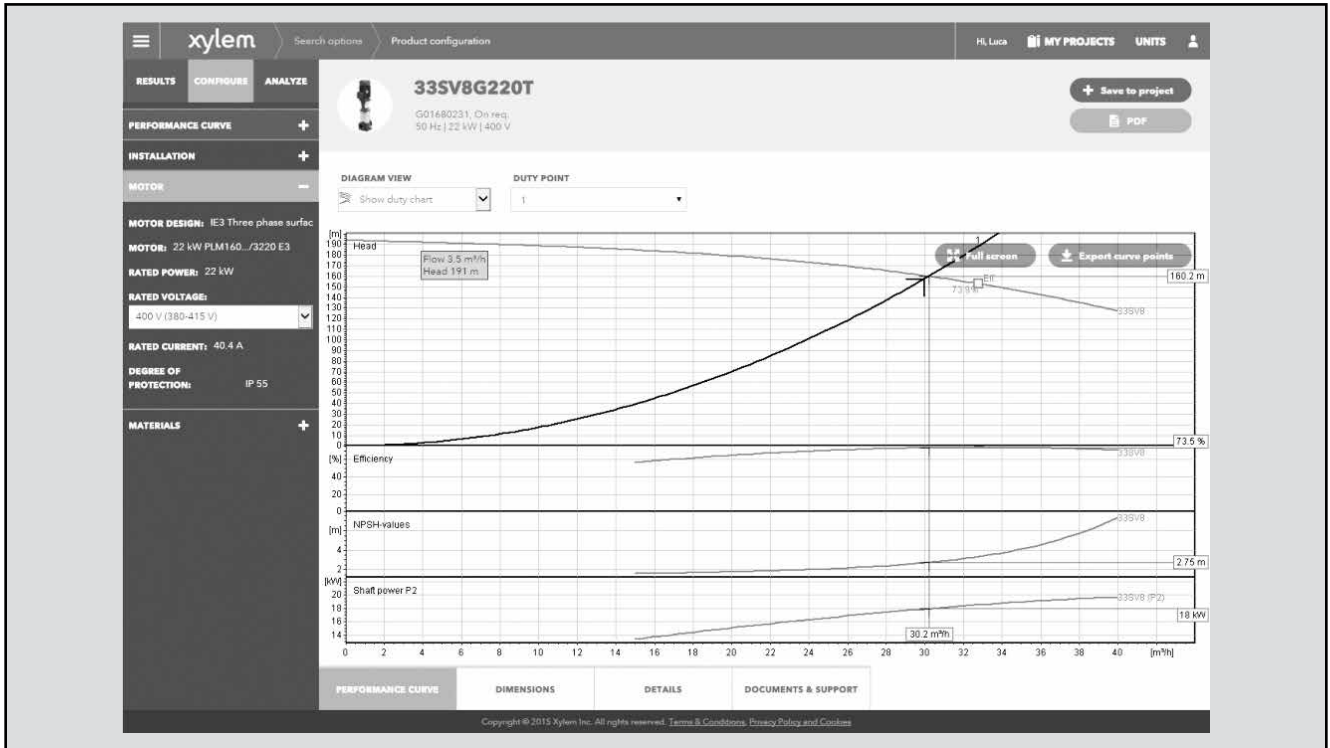 xylem
Search options
Product configuration
Hi, Luca
MY PROJECTS
UNITS
RESULTS
CONFIGURE
ANALYZE
33SV8G220T
G01680231, On req.
50 Hz | 22 kW | 400 V
+ Save to project
PDF
PERFORMANCE CURVE +
INSTALLATION +
MOTOR −
MOTOR DESIGN: IE3 Three phase surfac
MOTOR: 22 kW PLM160.../3220 E3
RATED POWER: 22 kW
RATED VOLTAGE:
400 V (380-415 V)
RATED CURRENT: 40.4 A
DEGREE OF
PROTECTION: IP 55
MATERIALS +
DIAGRAM VIEW
Show duty chart
DUTY POINT
1
[m]
Head
190
180
170
160
150
140
130
120
110
100
90
80
70
60
50
40
30
20
10
0
Flow 3.5 m³/h
Head 191 m
1
Full screen
Export curve points
160.2 m
Eff
73.9%
33SV8
73.5 %
[%]
Efficiency
40
20
0
33SV8
[m]
NPSH-values
4
2
33SV8
2.75 m
[kW]
Shaft power P2
20
18
16
14
33SV8 (P2)
18 kW
30.2 m³/h
0 2 4 6 8 10 12 14 16 18 20 22 24 26 28 30 32 34 36 38 40 [m³/h]
PERFORMANCE CURVE
DIMENSIONS
DETAILS
DOCUMENTS & SUPPORT
Copyright © 2015 Xylem Inc. All rights reserved. Terms & Conditions, Privacy Policy and Cookies